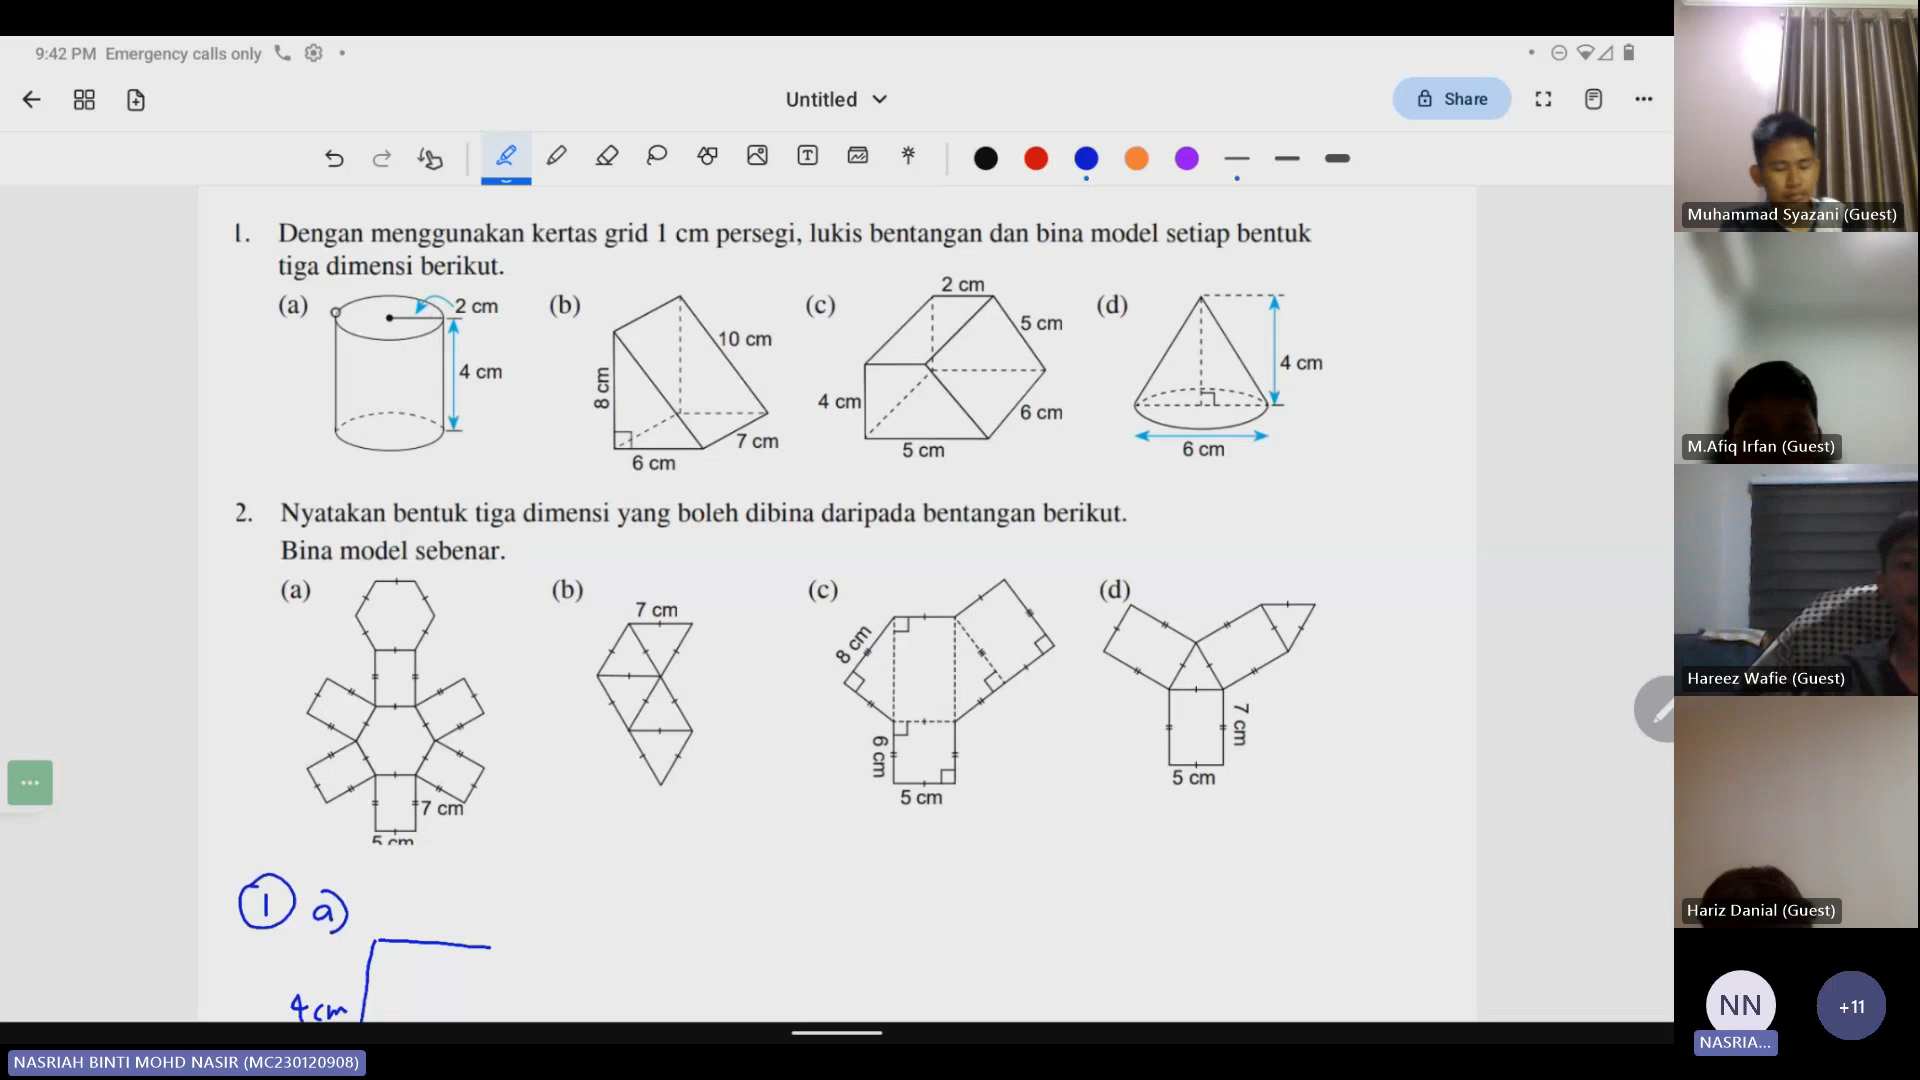 9:42 PM Emergency calls only
Untitled
Share
1. Dengan menggunakan kertas grid 1 cm persegi, lukis bentangan dan bina model setiap bentuk
tiga dimensi berikut.
(a)
2 cm
4 cm
(b)
10 cm
8 cm
7 cm
6 cm
(c)
2 cm
5 cm
4 cm
6 cm
5 cm
(d)
4 cm
6 cm
2. Nyatakan bentuk tiga dimensi yang boleh dibina daripada bentangan berikut.
Bina model sebenar.
(a)
7 cm
5 cm
(b)
7 cm
(c)
8 cm
6 cm
5 cm
(d)
7 cm
5 cm
1 a)
4cm
Muhammad Syazani (Guest)
M.Afiq Irfan (Guest)
Hareez Wafie (Guest)
Hariz Danial (Guest)
NN
+11
NASRIA...
NASRIAH BINTI MOHD NASIR (MC230120908)